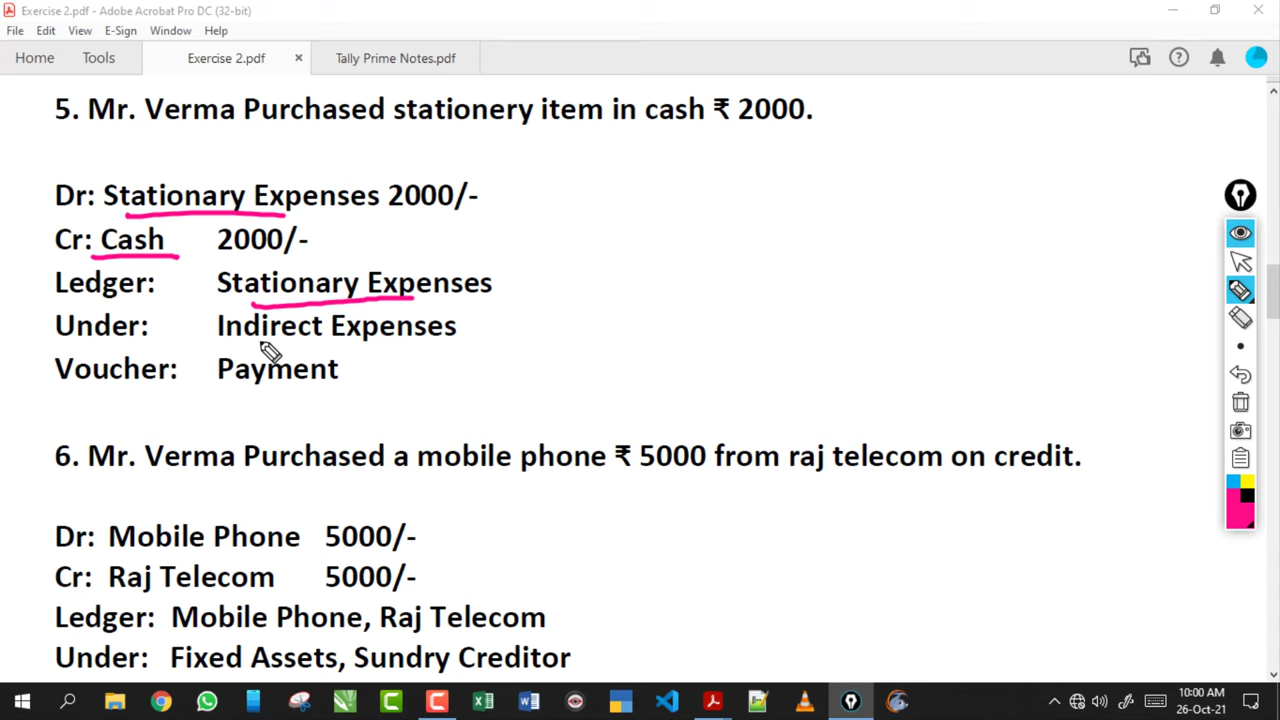 Exercise 2.pdf - Adobe Acrobat Pro DC (32-bit)
File Edit View E-Sign Window Help
Home Tools Exercise 2.pdf × Tally Prime Notes.pdf
5. Mr. Verma Purchased stationery item in cash ₹ 2000.
Dr: Stationary Expenses 2000/-
Cr: Cash 2000/-
Ledger: Stationary Expenses
Under: Indirect Expenses
Voucher: Payment
6. Mr. Verma Purchased a mobile phone ₹ 5000 from raj telecom on credit.
Dr: Mobile Phone 5000/-
Cr: Raj Telecom 5000/-
Ledger: Mobile Phone, Raj Telecom
Under: Fixed Assets, Sundry Creditor
10:00 AM
26-Oct-21